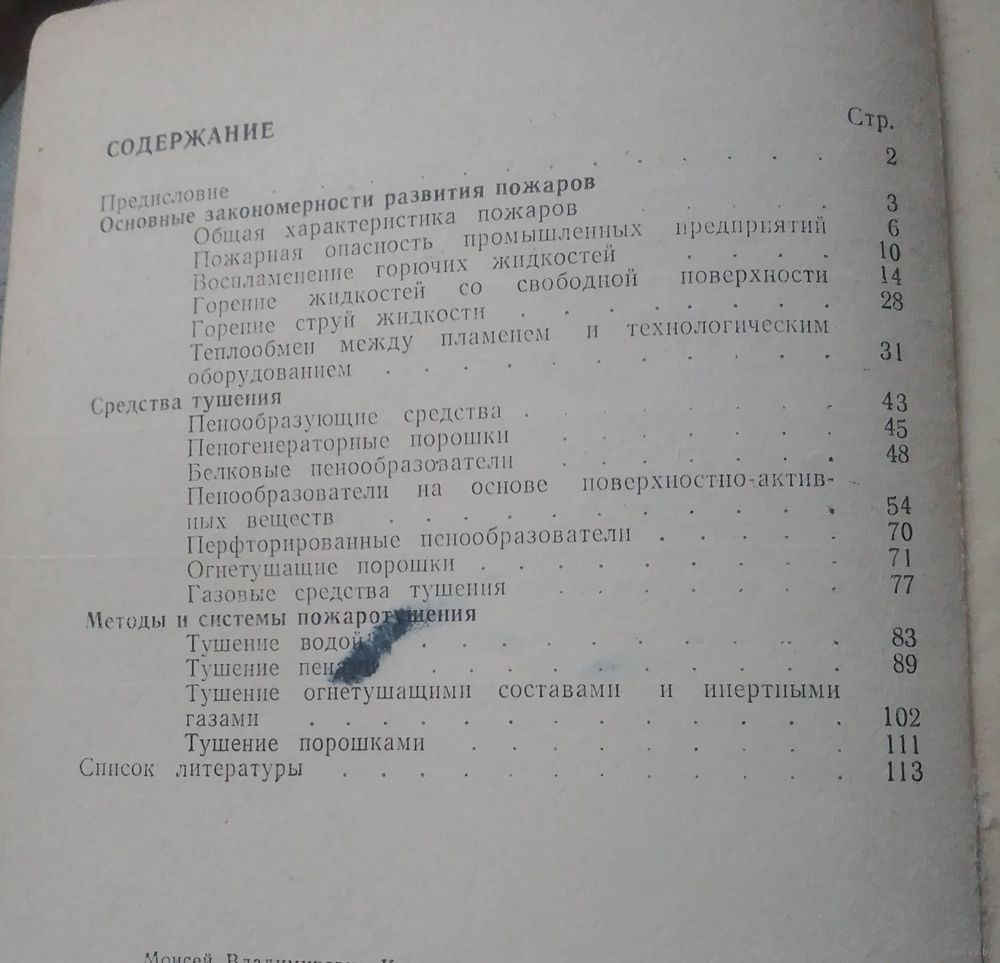 СОДЕРЖАНИЕ
Стр.
Предисловие . . . . . . . . . 2
Основные закономерности развития пожаров
Общая характеристика пожаров . . . . 3
Пожарная опасность промышленных предприятий 6
Воспламенение горючих жидкостей . . . . 10
Горение жидкостей со свободной поверхности 14
Горение струй жидкости . . . . . . 28
Теплообмен между пламенем и технологическим
оборудованием . . . . . . . . 31
Средства тушения
Пенообразующие средства . . . . . . 43
Пеногенераторные порошки . . . . . 45
Белковые пенообразователи . . . . . 48
Пенообразователи на основе поверхностно-актив-
ных веществ . . . . . . . . 54
Перфторированные пенообразователи . . . . 70
Огнетушащие порошки . . . . . . . 71
Газовые средства тушения . . . . . 77
Методы и системы пожаротушения
Тушение водой . . . . . . . . 83
Тушение пенами . . . . . . . 89
Тушение огнетушащими составами и инертными
газами . . . . . . . . . . 102
Тушение порошками . . . . . . . 111
Список литературы . . . . . . . . 113
Моисей Владимирович